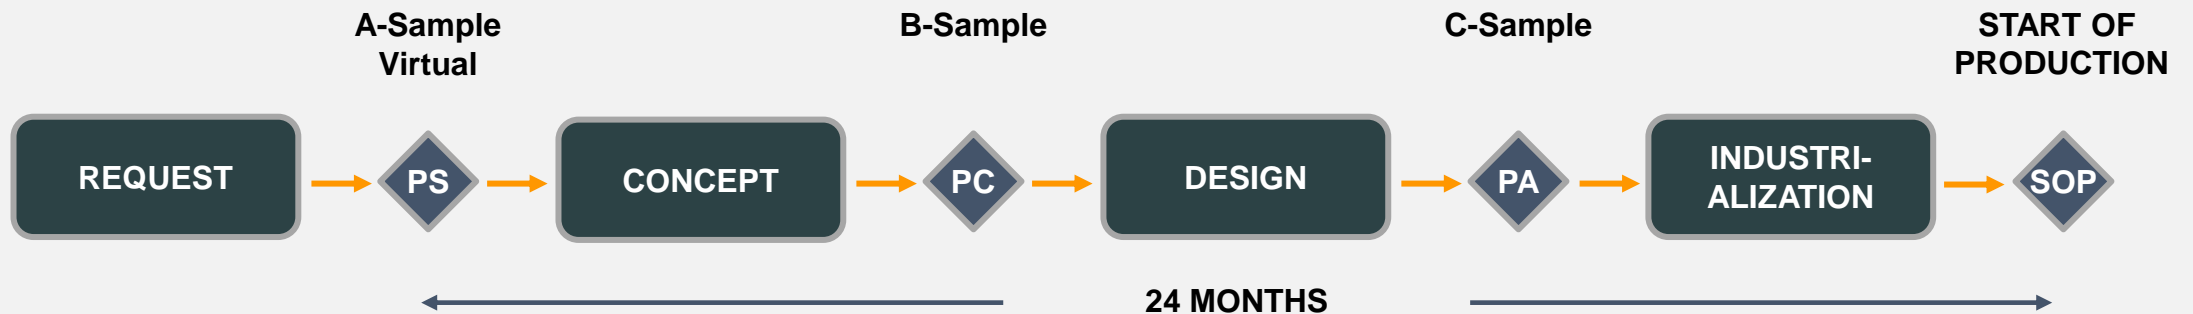 A-Sample
Virtual
B-Sample
C-Sample
START OF
PRODUCTION
REQUEST
PS
CONCEPT
PC
DESIGN
PA
INDUSTRI-
ALIZATION
SOP
24 MONTHS